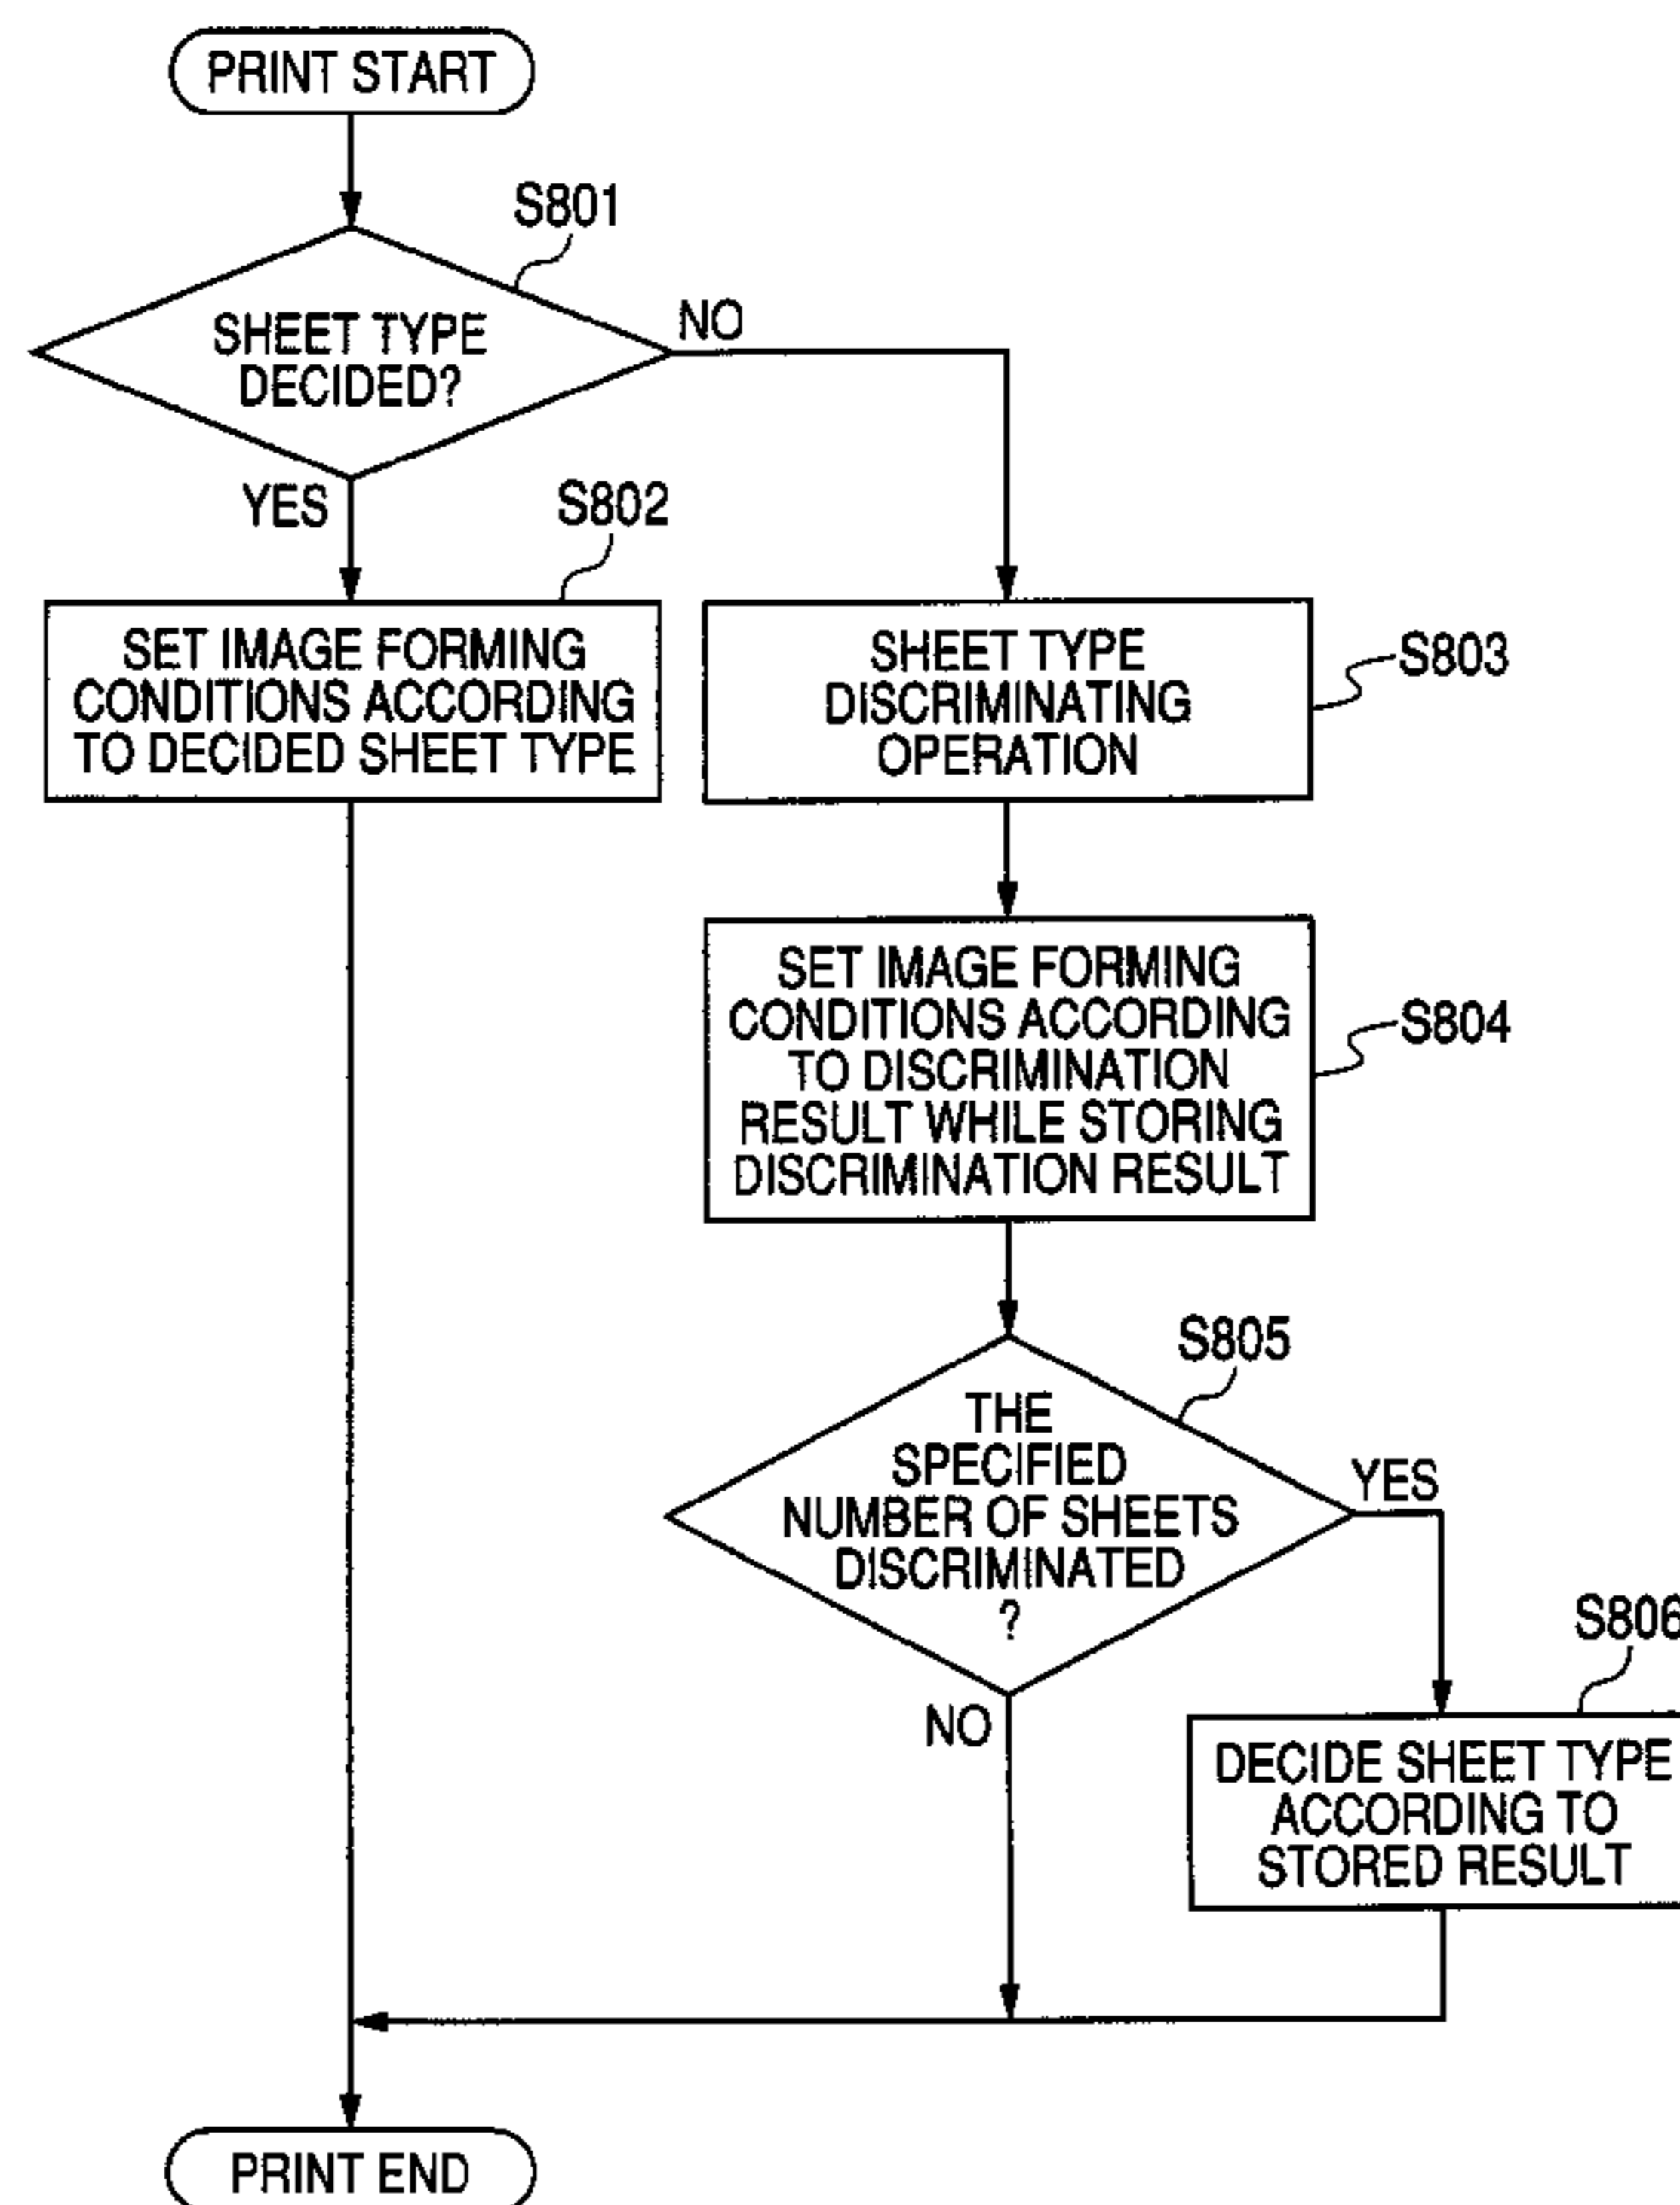 PRINT START
S801
SHEET TYPE
DECIDED?
NO
YES
S802
SET IMAGE FORMING
CONDITIONS ACCORDING
TO DECIDED SHEET TYPE
SHEET TYPE
DISCRIMINATING
OPERATION
S803
SET IMAGE FORMING
CONDITIONS ACCORDING
TO DISCRIMINATION
RESULT WHILE STORING
DISCRIMINATION RESULT
S804
S805
THE
SPECIFIED
NUMBER OF SHEETS
DISCRIMINATED
?
YES
NO
S806
DECIDE SHEET TYPE
ACCORDING TO
STORED RESULT
PRINT END